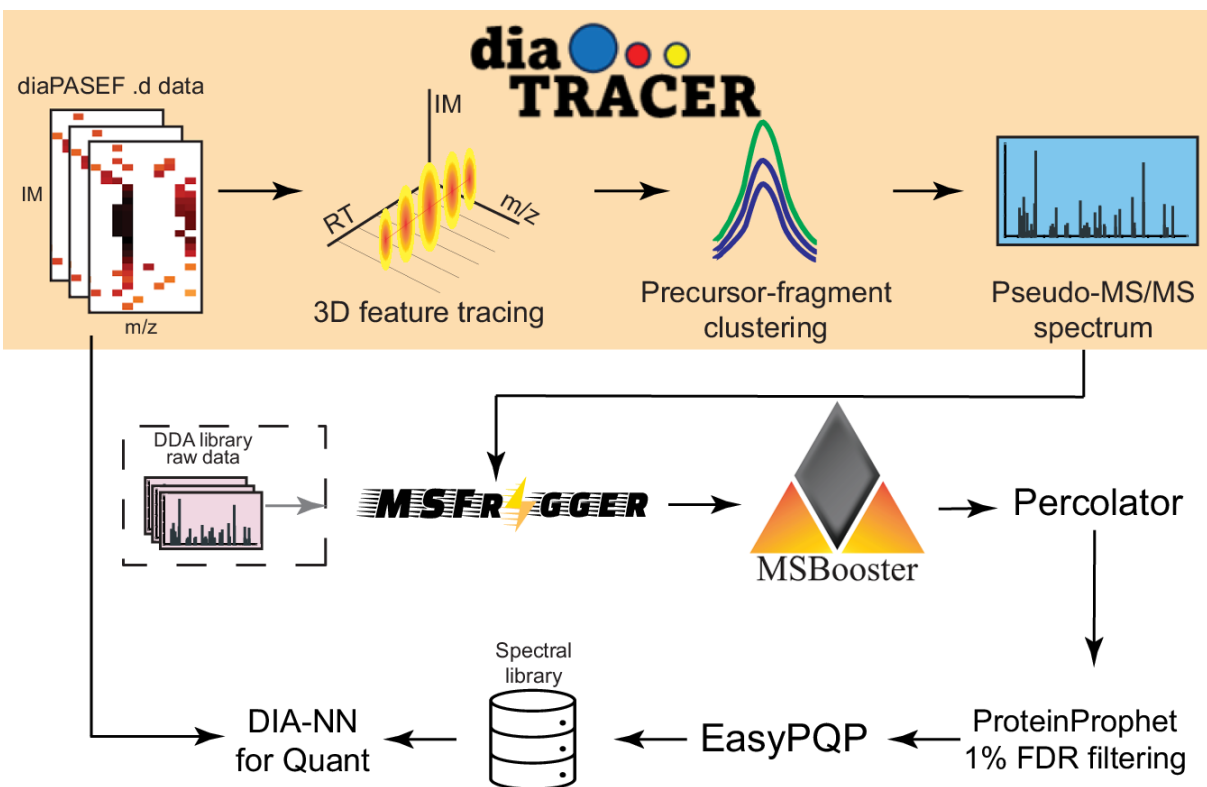 dia
TRACER
diaPASEF .d data
IM
m/z
IM
RT
m/z
3D feature tracing
Precursor-fragment
clustering
Pseudo-MS/MS
spectrum
DDA library
raw data
MSFRAGGER
MSBooster
Percolator
ProteinProphet
1% FDR filtering
EasyPQP
Spectral
library
DIA-NN
for Quant